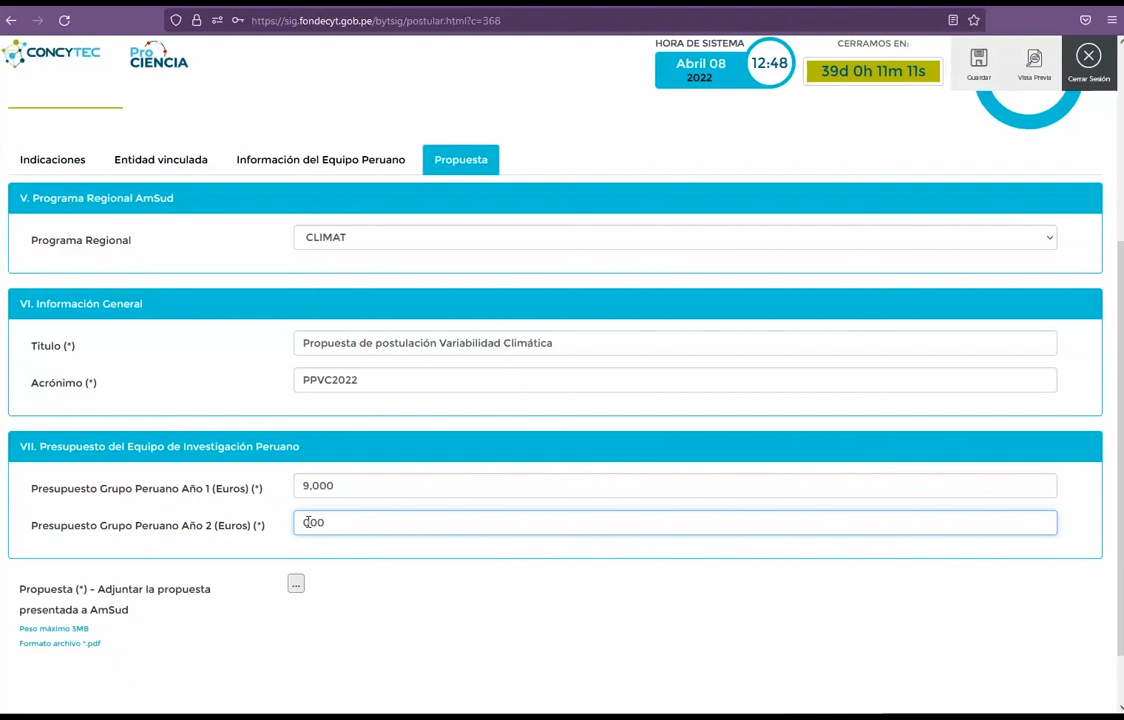 https://sig.fondecyt.gob.pe/bytsig/postular.html?c=368
CONCYTEC
Pro
CIENCIA
HORA DE SISTEMA
Abril 08
2022
12:48
CERRAMOS EN:
39d 0h 11m 11s
Guardar
Vista Previa
Cerrar Sesión
Indicaciones
Entidad vinculada
Información del Equipo Peruano
Propuesta
V. Programa Regional AmSud
Programa Regional
CLIMAT
VI. Información General
Título (*)
Propuesta de postulación Variabilidad Climática
Acrónimo (*)
PPVC2022
VII. Presupuesto del Equipo de Investigación Peruano
Presupuesto Grupo Peruano Año 1 (Euros) (*)
9,000
Presupuesto Grupo Peruano Año 2 (Euros) (*)
0.00
Propuesta (*) - Adjuntar la propuesta
presentada a AmSud
...
Peso máximo 3MB
Formato archivo *.pdf